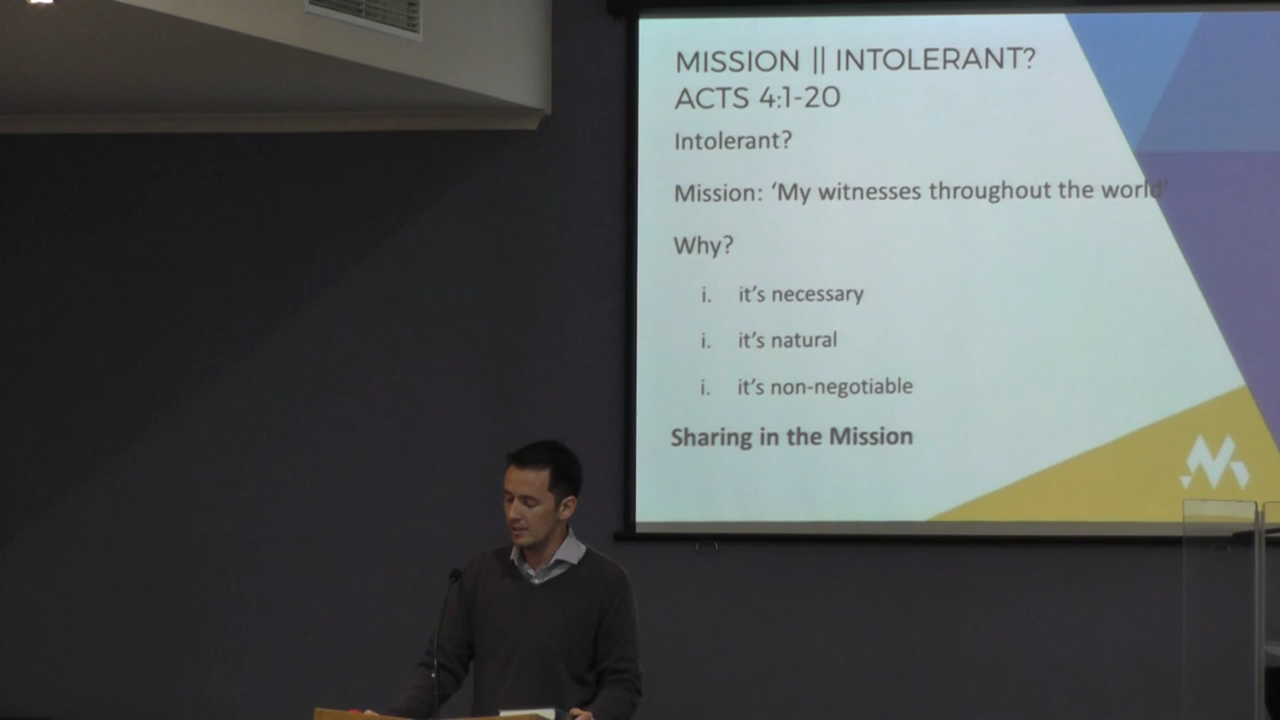 MISSION || INTOLERANT?
ACTS 4:1-20
Intolerant?
Mission: ‘My witnesses throughout the world’
Why?
i. it’s necessary
i. it’s natural
i. it’s non-negotiable
Sharing in the Mission